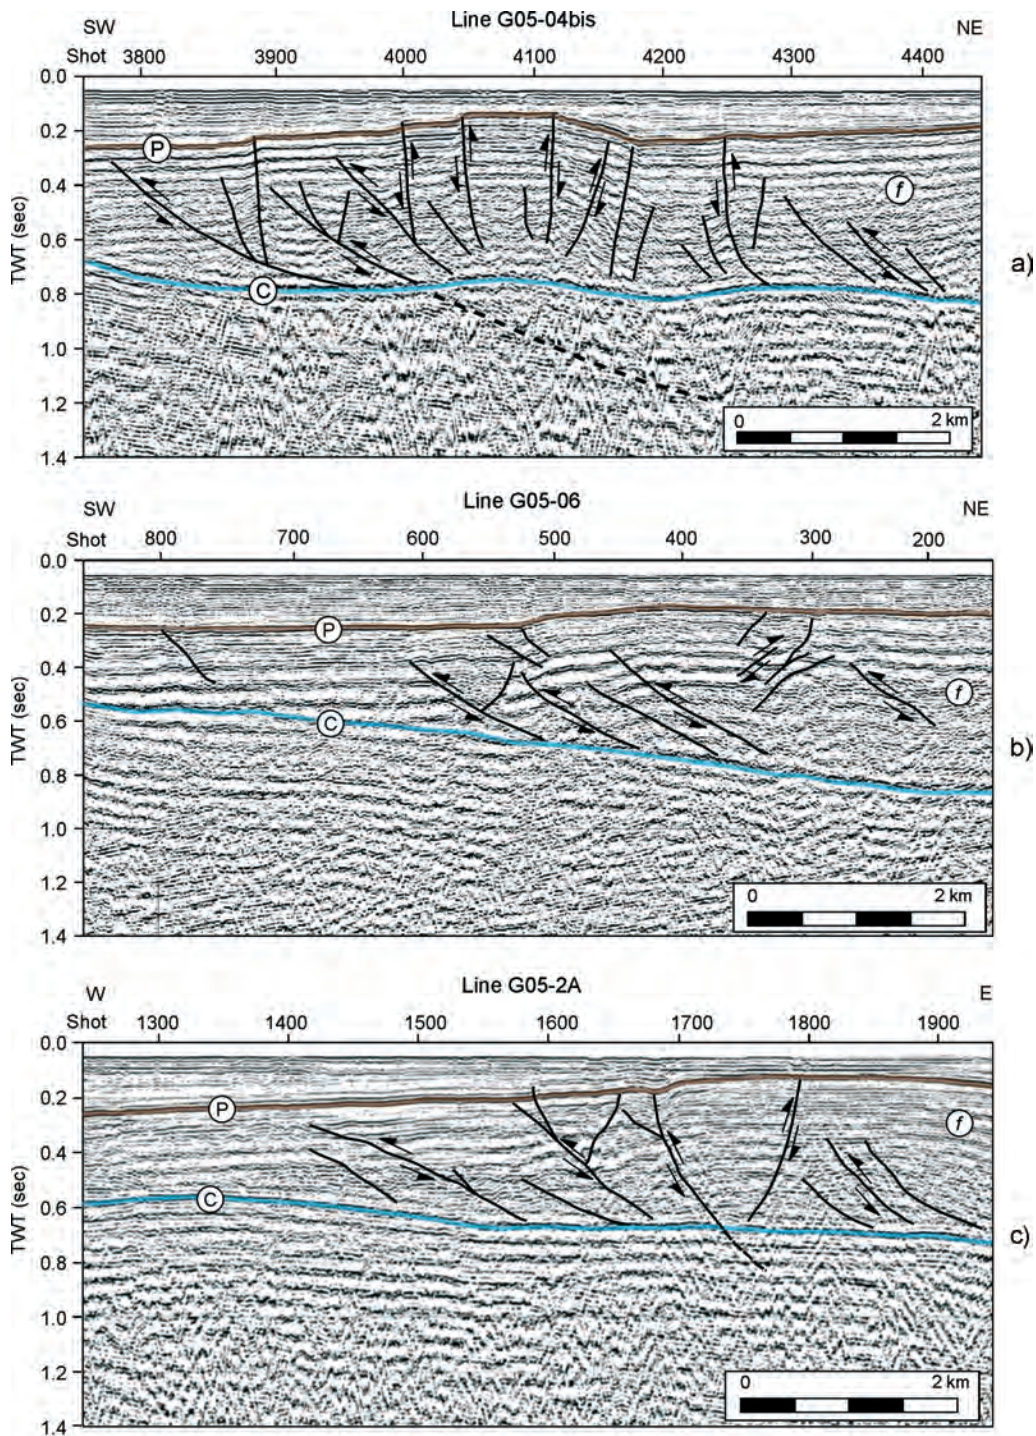 Line G05-04bis
SW NE
Shot 3800 3900 4000 4100 4200 4300 4400
0.0
0.2
P
0.4
f
0.6
TWT (sec)
a)
0.8
C
1.0
1.2
0 2 km
1.4
Line G05-06
SW NE
Shot 800 700 600 500 400 300 200
0.0
0.2
P
0.4
f
0.6
TWT (sec)
C
b)
0.8
1.0
1.2
0 2 km
1.4
Line G05-2A
W E
Shot 1300 1400 1500 1600 1700 1800 1900
0.0
0.2
P
f
0.4
0.6
TWT (sec)
C
c)
0.8
1.0
1.2
0 2 km
1.4